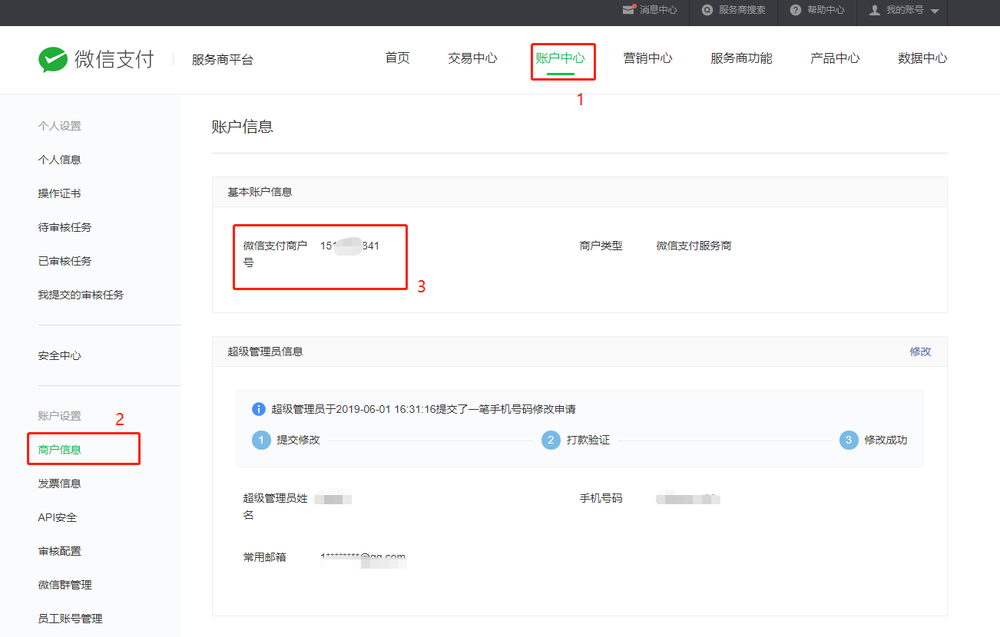 消息中心
服务商搜索
帮助中心
我的账号
微信支付
服务商平台
首页
交易中心
账户中心
营销中心
服务商功能
产品中心
数据中心
1
个人设置
个人信息
操作证书
待审核任务
已审核任务
我提交的审核任务
安全中心
账户设置
2
商户信息
发票信息
API安全
审核配置
微信群管理
员工账号管理
账户信息
基本账户信息
微信支付商户
号
商户类型
微信支付服务商
3
超级管理员信息
修改
超级管理员于2019-06-01 16:31:16提交了一笔手机号码修改申请
1 提交修改
2 打款验证
3 修改成功
超级管理员姓
名
手机号码
常用邮箱
1********@qq.com